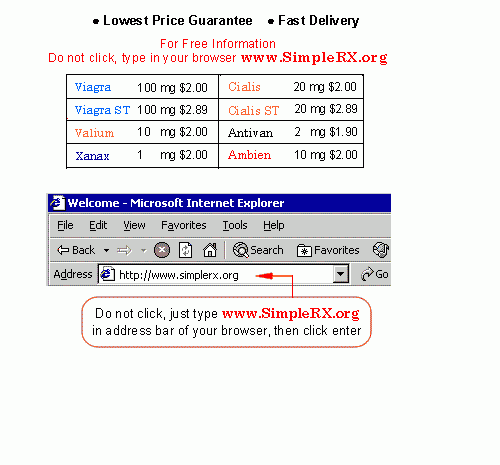 • Lowest Price Guarantee • Fast Delivery
For Free Information
Do not click, type in your browser www.SimpleRX.org
Viagra 100 mg $2.00 Cialis 20 mg $2.00
Viagra ST 100 mg $2.89 Cialis ST 20 mg $2.89
Valium 10 mg $2.00 Antivan 2 mg $1.90
Xanax 1 mg $2.00 Ambien 10 mg $2.00
Welcome - Microsoft Internet Explorer
File Edit View Favorites Tools Help
Back Search Favorites
Address http://www.simplerx.org Go
Do not click, just type www.SimpleRX.org
in address bar of your browser, then click enter